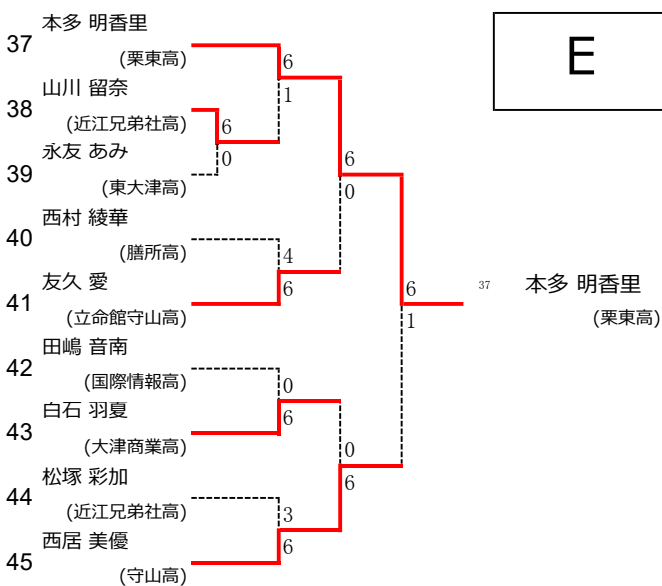 E
37 本多 明香里
(栗東高)
6
1
38 山川 留奈
(近江兄弟社高)
6
0
39 永友 あみ
(東大津高)
6
0
40 西村 綾華
(膳所高)
4
6
41 友久 愛
(立命館守山高)
6
1
37 本多 明香里
(栗東高)
42 田嶋 音南
(国際情報高)
0
6
43 白石 羽夏
(大津商業高)
0
6
44 松塚 彩加
(近江兄弟社高)
3
6
45 西居 美優
(守山高)